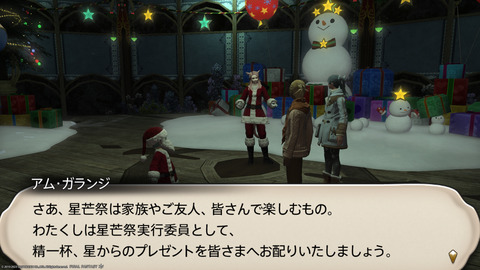 アム・ガランジ
さあ、星芒祭は家族やご友人、皆さんで楽しむもの。
わたくしは星芒祭実行委員として、
精一杯、星からのプレゼントを皆さまへお配りいたしましょう。
FINAL FANTASY XIV